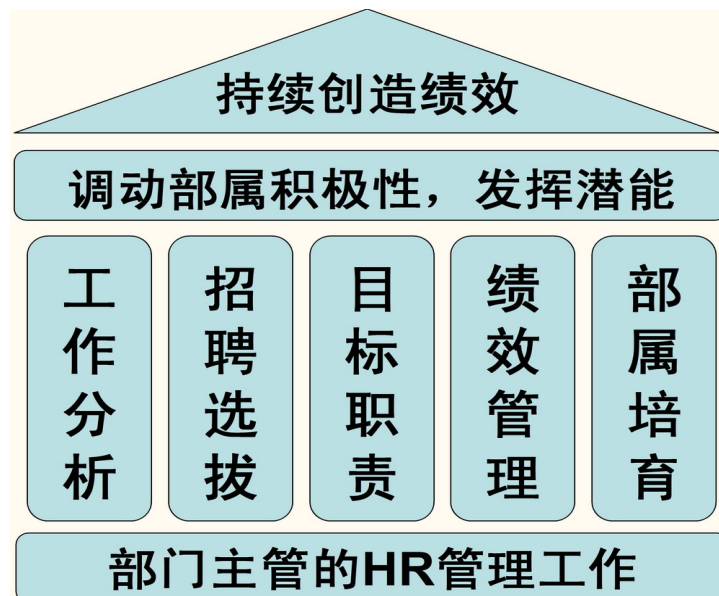 持续创造绩效
调动部属积极性，发挥潜能
工作分析
招聘选拔
目标职责
绩效管理
部属培育
部门主管的HR管理工作